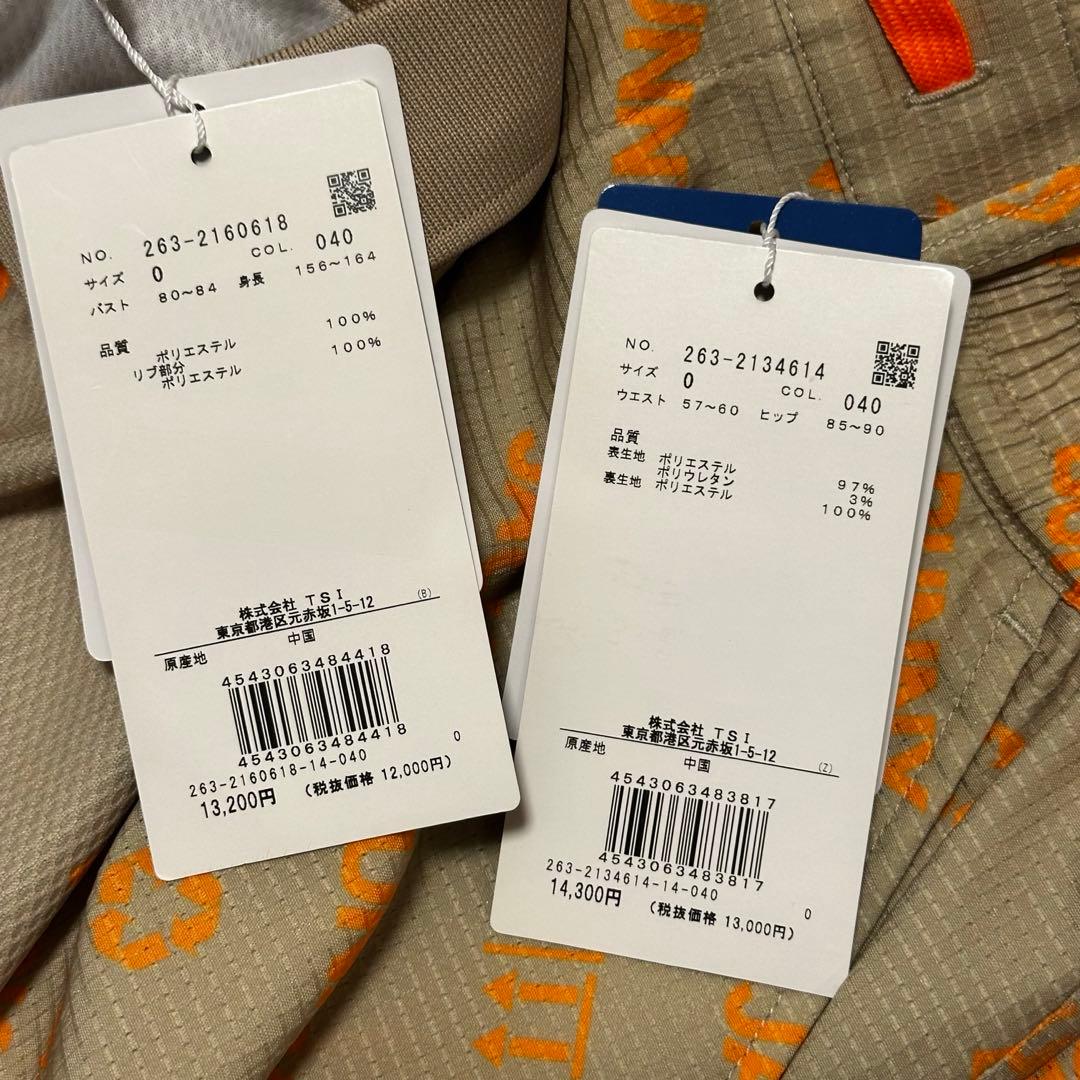 NO. 263-2160618
サイズ 0 COL. 040
バスト 80～84 身長 156～164
品質
ポリエステル 100%
リブ部分
ポリエステル 100%
株式会社 TSI
東京都港区元赤坂1-5-12 (B)
原産地 中国
4543063484418
4543063484418
263-2160618-14-040 0
13,200円 (税抜価格 12,000円)
NO. 263-2134614
サイズ 0 COL. 040
ウエスト 57～60 ヒップ 85～90
品質
表生地 ポリエステル 97%
ポリウレタン 3%
裏生地 ポリエステル 100%
株式会社 TSI
東京都港区元赤坂1-5-12 (Z)
原産地 中国
4543063483817
4543063483817
263-2134614-14-040 0
14,300円 (税抜価格 13,000円)